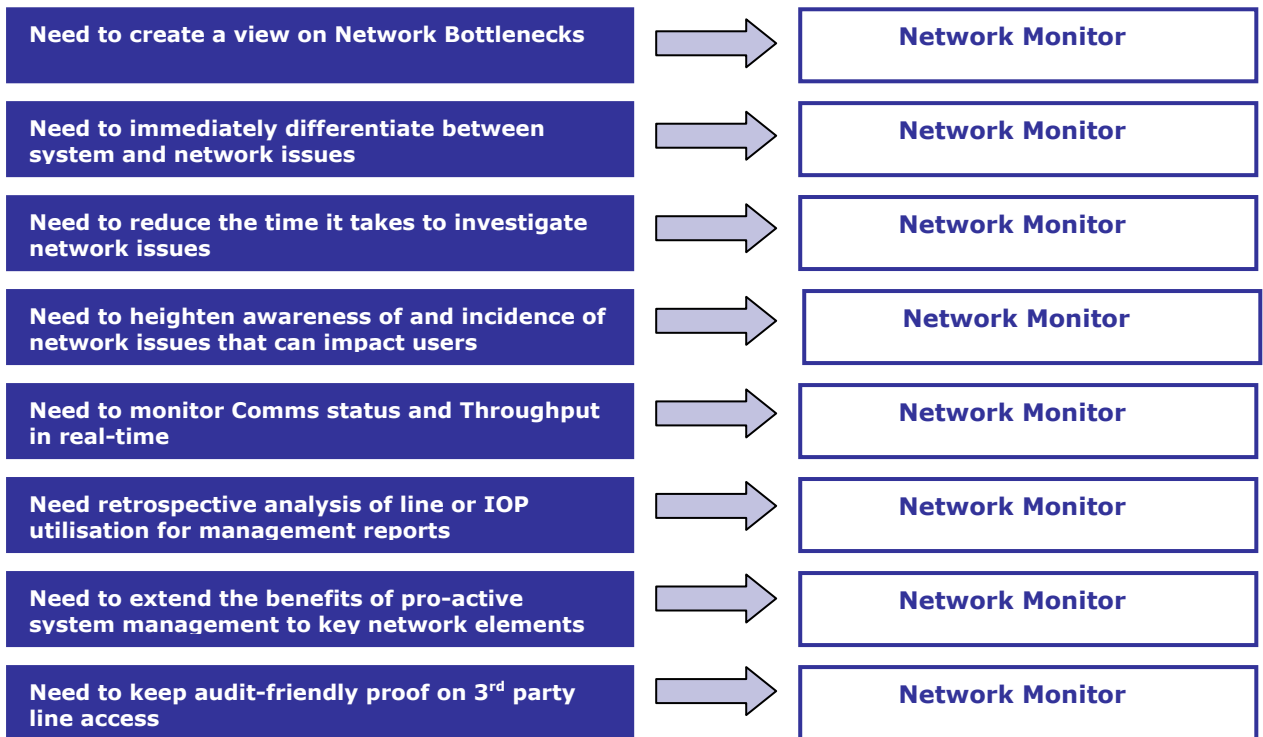 Need to create a view on Network Bottlenecks
Network Monitor
Need to immediately differentiate between
system and network issues
Network Monitor
Need to reduce the time it takes to investigate
network issues
Network Monitor
Need to heighten awareness of and incidence of
network issues that can impact users
Network Monitor
Need to monitor Comms status and Throughput
in real-time
Network Monitor
Need retrospective analysis of line or IOP
utilisation for management reports
Network Monitor
Need to extend the benefits of pro-active
system management to key network elements
Network Monitor
Need to keep audit-friendly proof on 3rd party
line access
Network Monitor